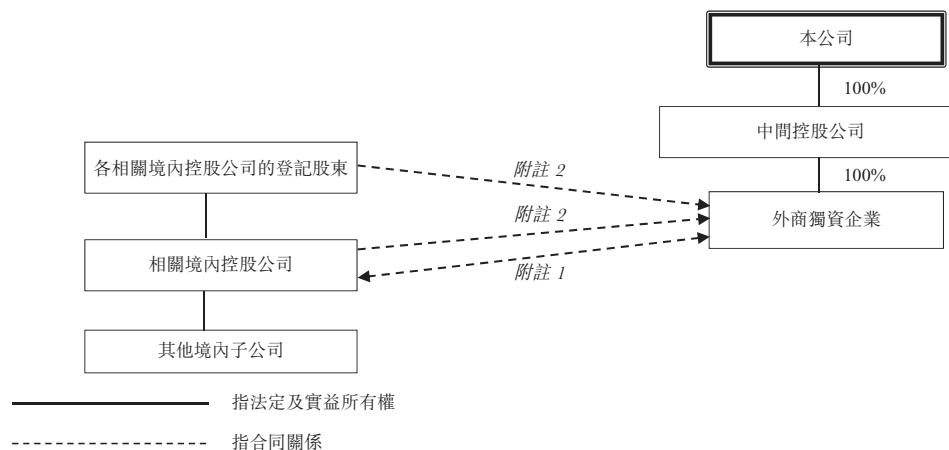 本公司
100%
中間控股公司
各相關境內控股公司的登記股東
附註 2
100%
外商獨資企業
附註 2
相關境內控股公司
附註 1
其他境內子公司
指法定及實益所有權
指合同關係